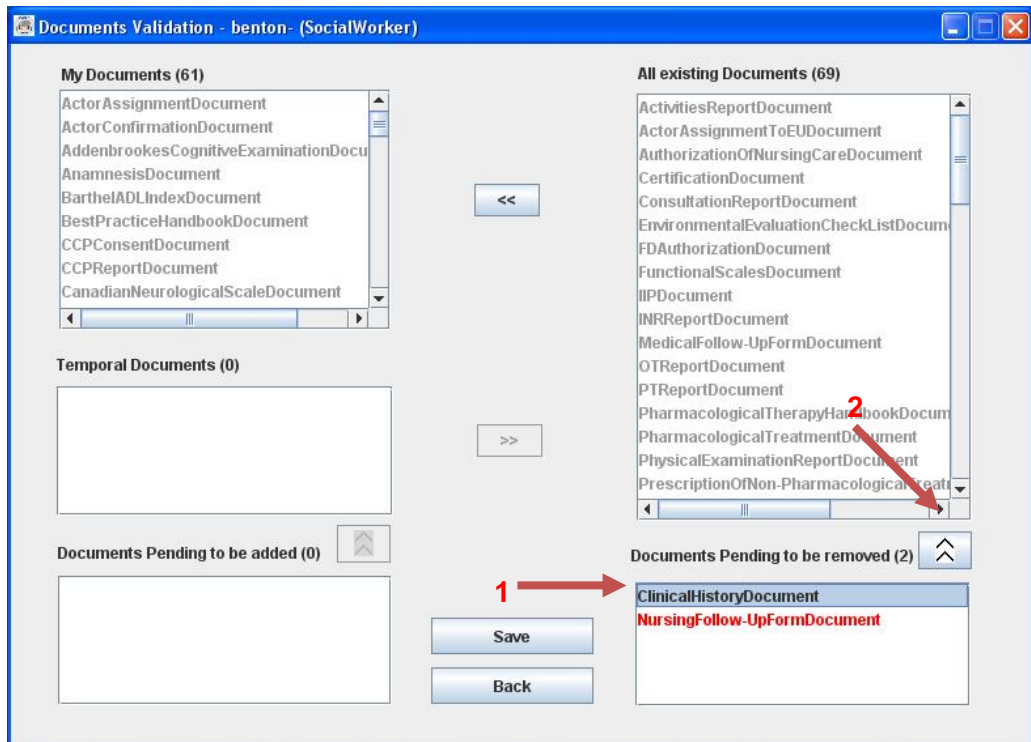 Documents Validation - benton- (SocialWorker)
My Documents (61)
ActorAssignmentDocument
ActorConfirmationDocument
AddenbrookesCognitiveExaminationDocu
AnamnesisDocument
BarthelADLIndexDocument
BestPracticeHandbookDocument
CCPConsentDocument
CCPReportDocument
CanadianNeurologicalScaleDocument
<<
All existing Documents (69)
ActivitiesReportDocument
ActorAssignmentToEUDocument
AuthorizationOfNursingCareDocument
CertificationDocument
ConsultationReportDocument
EnvironmentalEvaluationCheckListDocum
FDAuthorizationDocument
FunctionalScalesDocument
IIPDocument
INRReportDocument
MedicalFollow-UpFormDocument
OTReportDocument
PTReportDocument
PharmacologicalTherapyHandbookDocum
PharmacologicalTreatmentDocument
PhysicalExaminationReportDocument
PrescriptionOfNon-PharmacologicalTreatm
2
Temporal Documents (0)
>>
Documents Pending to be added (0)
Documents Pending to be removed (2)
1
ClinicalHistoryDocument
NursingFollow-UpFormDocument
Save
Back